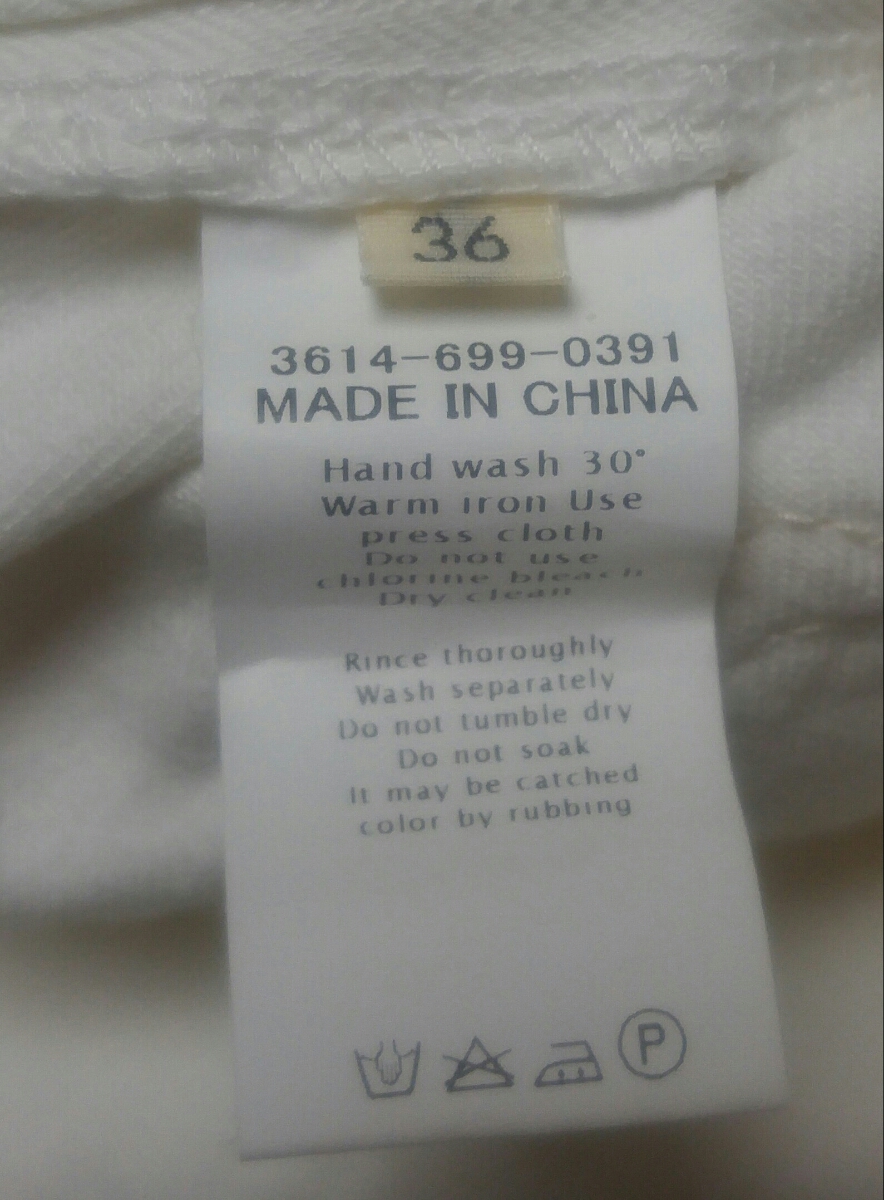 36
3614-699-0391
MADE IN CHINA
Hand wash 30°
Warm iron Use
press cloth
Do not use
chlorine bleach
Dry clean
Rince thoroughly
Wash separately
Do not tumble dry
Do not soak
It may be catched
color by rubbing
P